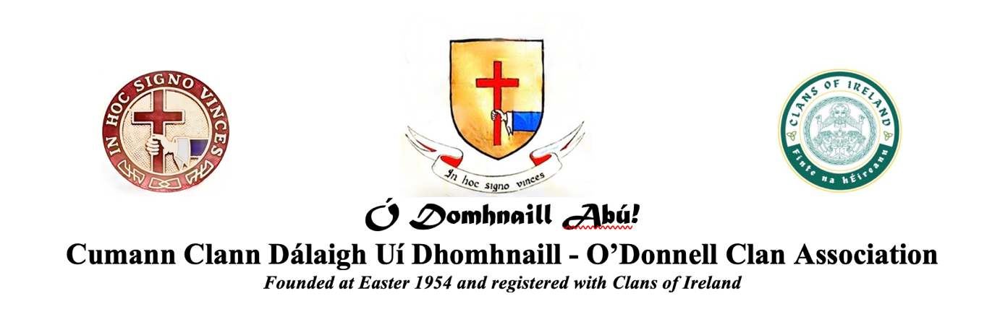 IN HOC SIGNO VINCES
In hoc signo vinces
CLANS OF IRELAND
Finte na hÉireann
Ó Domhnaill Abú!
Cumann Clann Dálaigh Uí Dhomhnaill - O’Donnell Clan Association
Founded at Easter 1954 and registered with Clans of Ireland